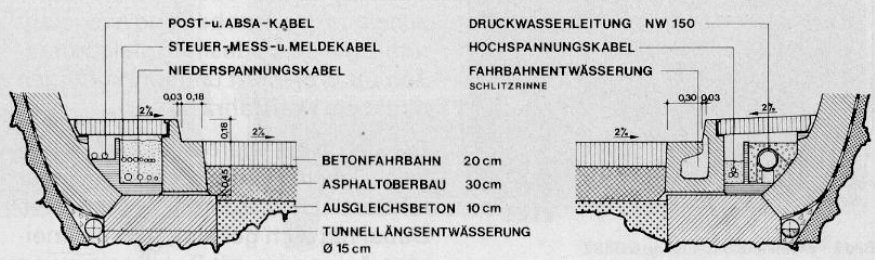 POST-u. ABSA-KABEL
STEUER-, MESS- u. MELDEKABEL
NIEDERSPANNUNGSKABEL
DRUCKWASSERLEITUNG NW 150
HOCHSPANNUNGSKABEL
FAHRBAHNENTWÄSSERUNG
SCHLITZRINNE
2% 0,03 0,18
2%
0,18
0,45
0,30 0,03
2%
2%
BETONFAHRBAHN 20 cm
ASPHALTOBERBAU 30 cm
AUSGLEICHSBETON 10 cm
TUNNELLÄNGSENTWÄSSERUNG
Ø 15 cm